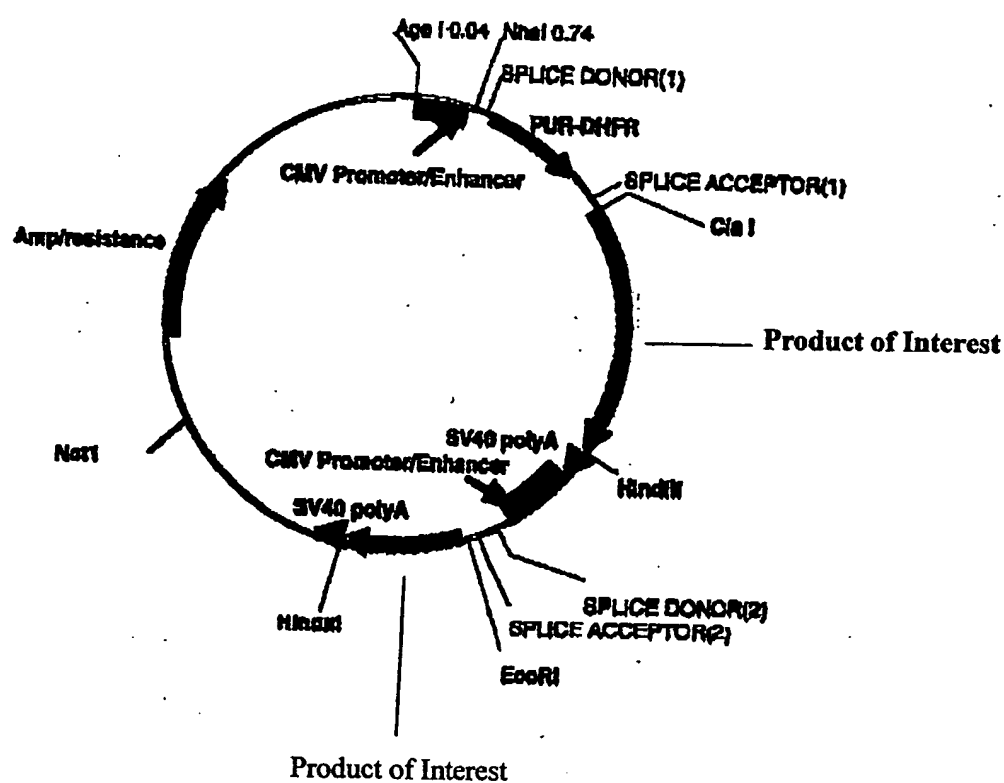 Age I 0.04
NheI 0.74
SPLICE DONOR(1)
PUR-DHFR
CMV Promoter/Enhancer
SPLICE ACCEPTOR(1)
Cla I
Amp/resistance
Product of Interest
SV40 polyA
NotI
CMV Promoter/Enhancer
HindIII
SV40 polyA
SPLICE DONOR(2)
HindIII
SPLICE ACCEPTOR(2)
EcoRI
Product of Interest